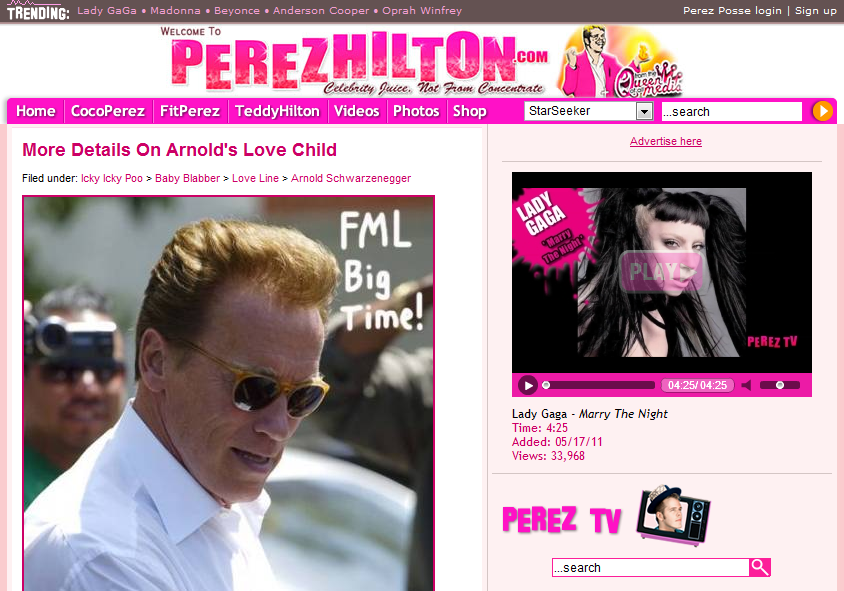 TRENDING: Lady GaGa • Madonna • Beyonce • Anderson Cooper • Oprah Winfrey
Perez Posse login | Sign up
WELCOME TO
PEREZHILTON.COM
Celebrity Juice, Not From Concentrate
from the
Queen
of all
media
Home CocoPerez FitPerez TeddyHilton Videos Photos Shop
StarSeeker
...search
More Details On Arnold's Love Child
Filed under: Icky Icky Poo > Baby Blabber > Love Line > Arnold Schwarzenegger
FML
Big
Time!
Advertise here
LADY
GAGA
"Marry
The Night"
PLAY
PEREZ TV
04:25/04:25
Lady Gaga - Marry The Night
Time: 4:25
Added: 05/17/11
Views: 33,968
PEREZ TV
...search